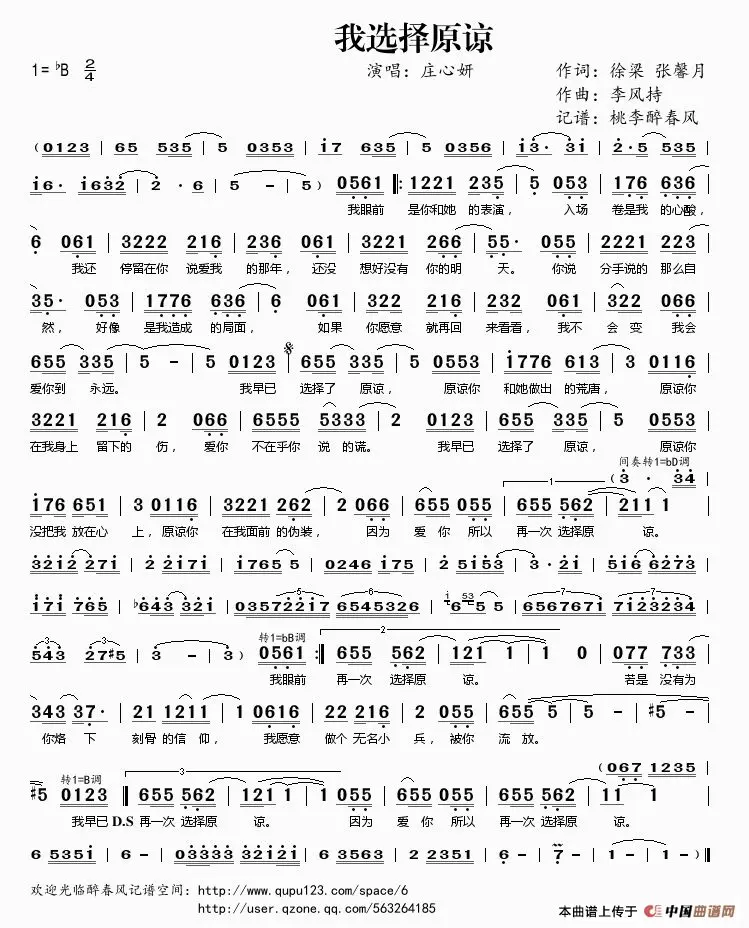 我选择原谅
1= ♭B 2/4 演唱：庄心妍 作词：徐梁 张馨月
作曲：李风持
记谱：桃李醉春风
(0123 | 65 535 | 5 0353 | i7 635 | 5 0356 | i3· 3i | 2·5 535 |
i6· i632 | 2 · 6 | 5 - | 5 ) 0561 ‖: 1221 235 | 5 053 | 176 636 |
我眼前 是你和她 的表演， 入场 卷是我 的心酸，
6 061 | 3222 216 | 236 061 | 3222 266 | 55· 055 | 2221 223 |
我还 停留在你 说爱我 的那年，还没 想好没有 你的明 天。你说 分手说的 那么自
35· 053 | 1776 636 | 6 061 | 322 216 | 232 061 | 322 066 |
然， 好像 是我造成 的局面， 如果 你愿意 就再回 来看看，我不 会变 我会
655 335 | 5 - | 5 0123 | 655 335 | 5 0553 | 1776 613 | 3 0116 |
爱你到 永远。 我早已 选择了 原谅， 原谅你 和她做出 的荒唐， 原谅你
3221 216 | 2 066 | 6555 5333 | 2 0123 | 655 335 | 5 0553 |
在我身上 留下的 伤， 爱你 不在乎你 说 的谎。 我早已 选择了 原谅， 原谅你
间奏转1=bD调
(3 · 34
176 651 | 3 0116 | 3221 262 | 2 066 | 655 055 | 655 562 | 211 1 |
没把我 放在心 上，原谅你 在我面前 的伪装， 因为 爱 你 所以 再一次 选择原 谅。
3212 271 | 2 2171 | 1765 5 | 0246 175 | 2 5153 | 3 · 21 | 516 6273 |
171 765 | ♭643 321 | 03572217 6545326 | 6 5 5 | 6567671 7123234 |
543 27#5 | 3 - | 3 ) 0561 :‖ 655 562 | 121 1 | 1 0 | 077 733 |
转1=bB调
我眼前 再一次 选择原 谅。 若是 没有为
343 37· | 21 1211 | 1 0616 | 162 216 | 2 055 | 655 5 | 5 - | #5 - |
你烙 下 刻骨 的信 仰， 我愿意 做个 无名小 兵，被你 流放。
转1=B调
(067 1235 |
#5 0123 ‖ 655 562 | 121 1 | 1 055 | 655 055 | 655 562 | 11 1 |
我早已 D.S 再一次 选择原 谅。 因为 爱 你 所以 再一次 选择原 谅。
6 5351 | 6 - | 03333 3332 | 3 6 | 6 3563 | 2 3 | 2 - | 2 0) ‖
欢迎光临醉春风记谱空间：http://www.qupu123.com/space/6
http://user.qzone.qq.com/563264185
本曲谱上传于 中国曲谱网